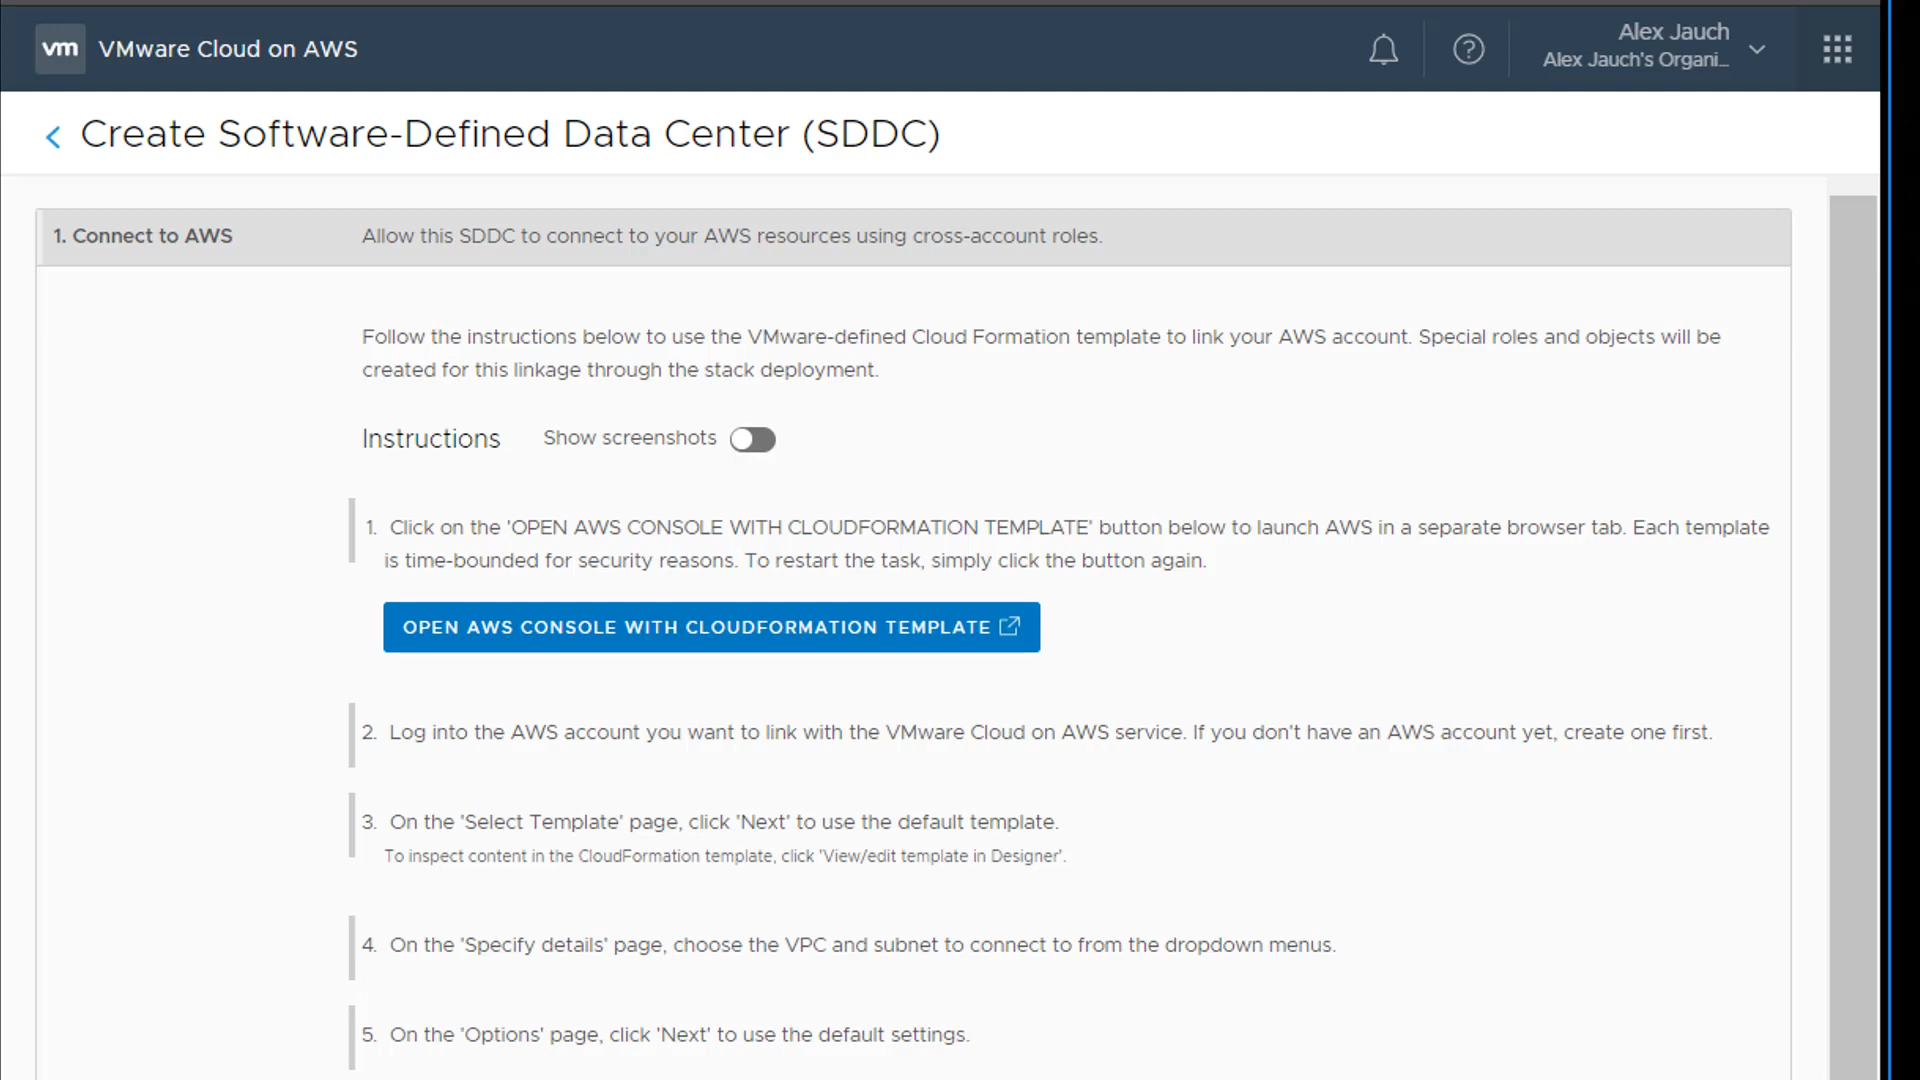 vm VMware Cloud on AWS
Alex Jauch
Alex Jauch's Organi...
Create Software-Defined Data Center (SDDC)
1. Connect to AWS Allow this SDDC to connect to your AWS resources using cross-account roles.
Follow the instructions below to use the VMware-defined Cloud Formation template to link your AWS account. Special roles and objects will be
created for this linkage through the stack deployment.
Instructions Show screenshots
1. Click on the 'OPEN AWS CONSOLE WITH CLOUDFORMATION TEMPLATE' button below to launch AWS in a separate browser tab. Each template
is time-bounded for security reasons. To restart the task, simply click the button again.
OPEN AWS CONSOLE WITH CLOUDFORMATION TEMPLATE
2. Log into the AWS account you want to link with the VMware Cloud on AWS service. If you don't have an AWS account yet, create one first.
3. On the 'Select Template' page, click 'Next' to use the default template.
To inspect content in the CloudFormation template, click 'View/edit template in Designer'.
4. On the 'Specify details' page, choose the VPC and subnet to connect to from the dropdown menus.
5. On the 'Options' page, click 'Next' to use the default settings.